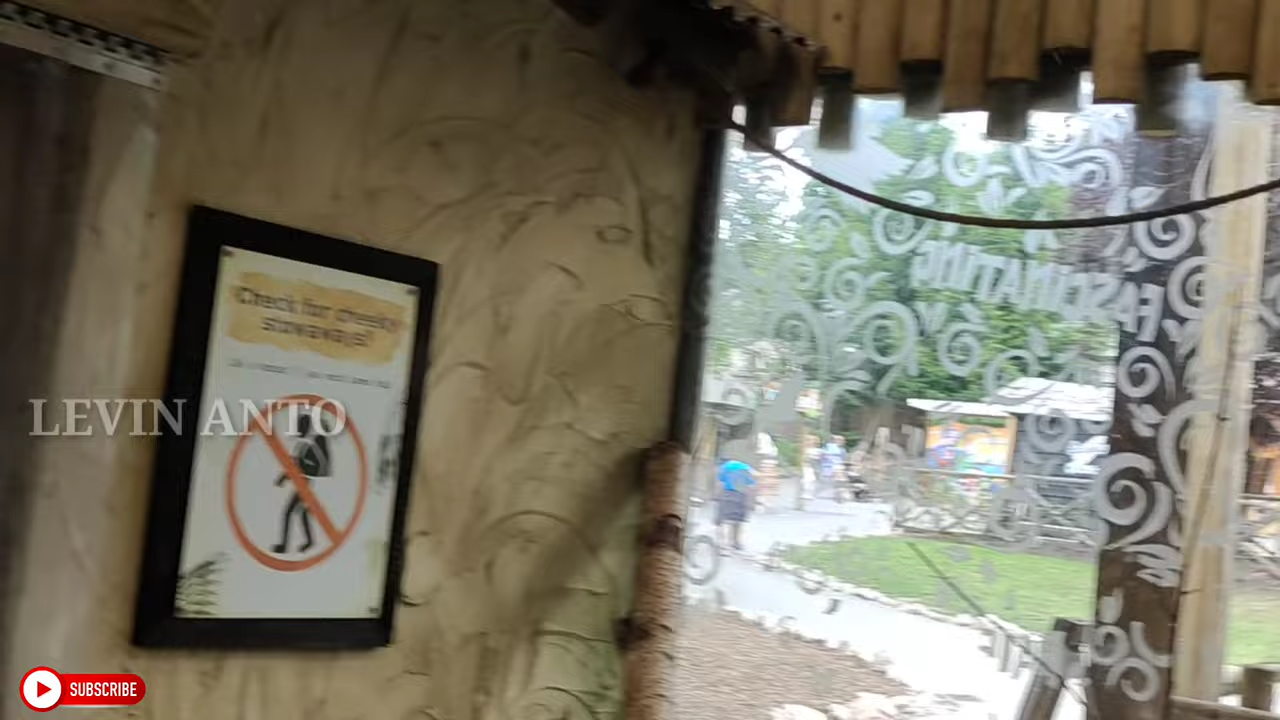 Check for cheeky
stowaways!
LEVIN ANTO
FASCINATING
SUBSCRIBE